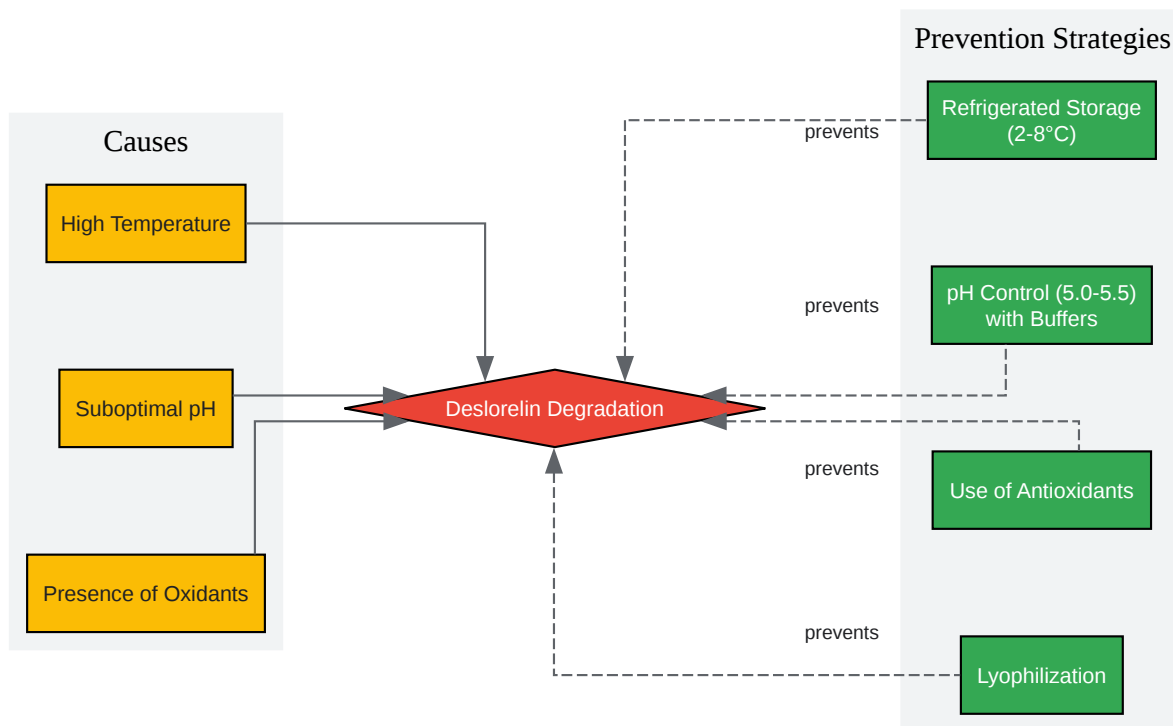 Causes
High Temperature
Suboptimal pH
Presence of Oxidants
Deslorelin Degradation
prevents
prevents
prevents
prevents
Prevention Strategies
Refrigerated Storage
(2-8°C)
pH Control (5.0-5.5)
with Buffers
Use of Antioxidants
Lyophilization